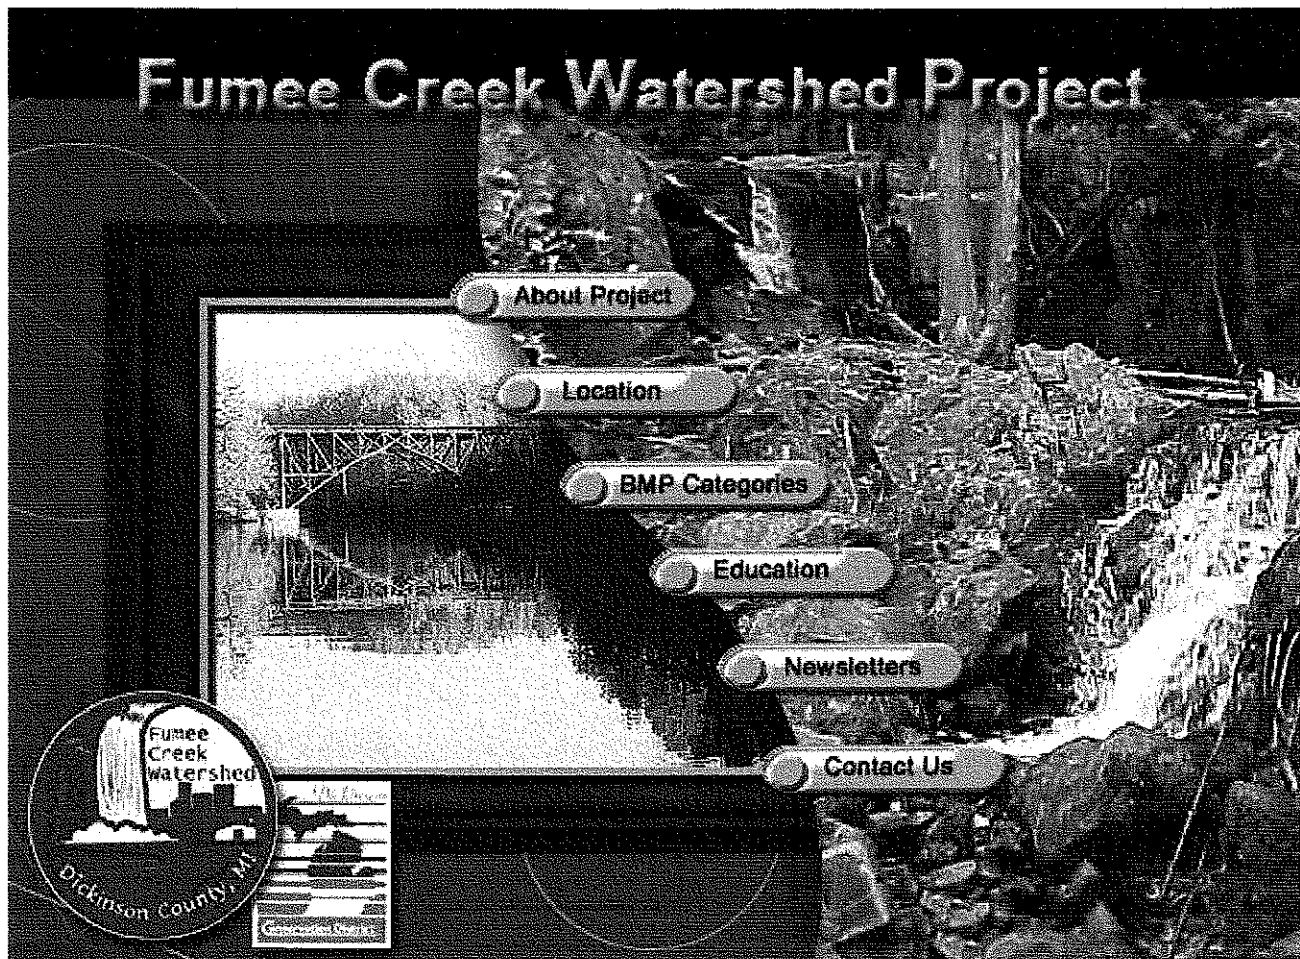 Fumee Creek Watershed Project
About Project
Location
BMP Categories
Education
Newsletters
Contact Us
Fumee
Creek
Watershed
Dickinson County, MI